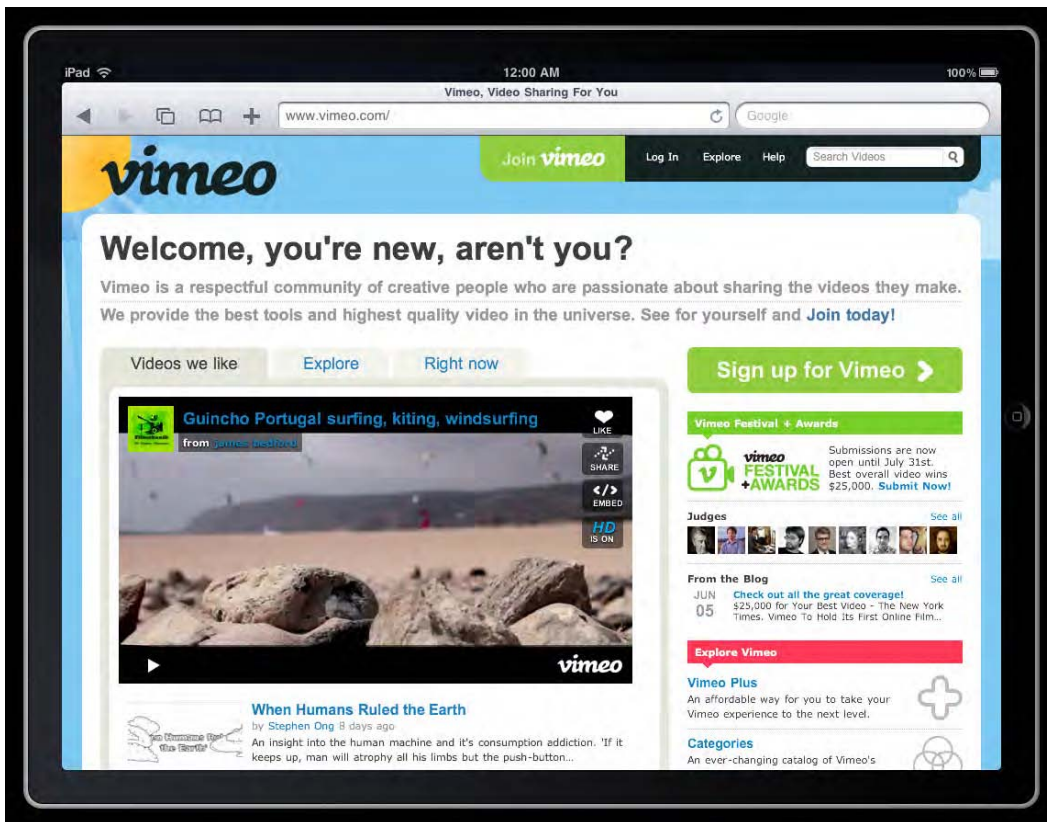 iPad
12:00 AM
100%
Vimeo, Video Sharing For You
www.vimeo.com/
Google
vimeo
Join vimeo
Log In
Explore
Help
Search Videos
Welcome, you're new, aren't you?
Vimeo is a respectful community of creative people who are passionate about sharing the videos they make.
We provide the best tools and highest quality video in the universe. See for yourself and Join today!
Videos we like
Explore
Right now
Guincho Portugal surfing, kiting, windsurfing
from james bedford
LIKE
SHARE
</>
EMBED
HD
IS ON
vimeo
When Humans Ruled the Earth
by Stephen Ong 8 days ago
An insight into the human machine and it's consumption addiction. 'If it
keeps up, man will atrophy all his limbs but the push-button...
Sign up for Vimeo
Vimeo Festival + Awards
vimeo
FESTIVAL
+AWARDS
Submissions are now
open until July 31st.
Best overall video wins
$25,000. Submit Now!
Judges
See all
From the Blog
See all
JUN
05
Check out all the great coverage!
$25,000 for Your Best Video - The New York
Times. Vimeo To Hold Its First Online Film...
Explore Vimeo
Vimeo Plus
An affordable way for you to take your
Vimeo experience to the next level.
Categories
An ever-changing catalog of Vimeo's